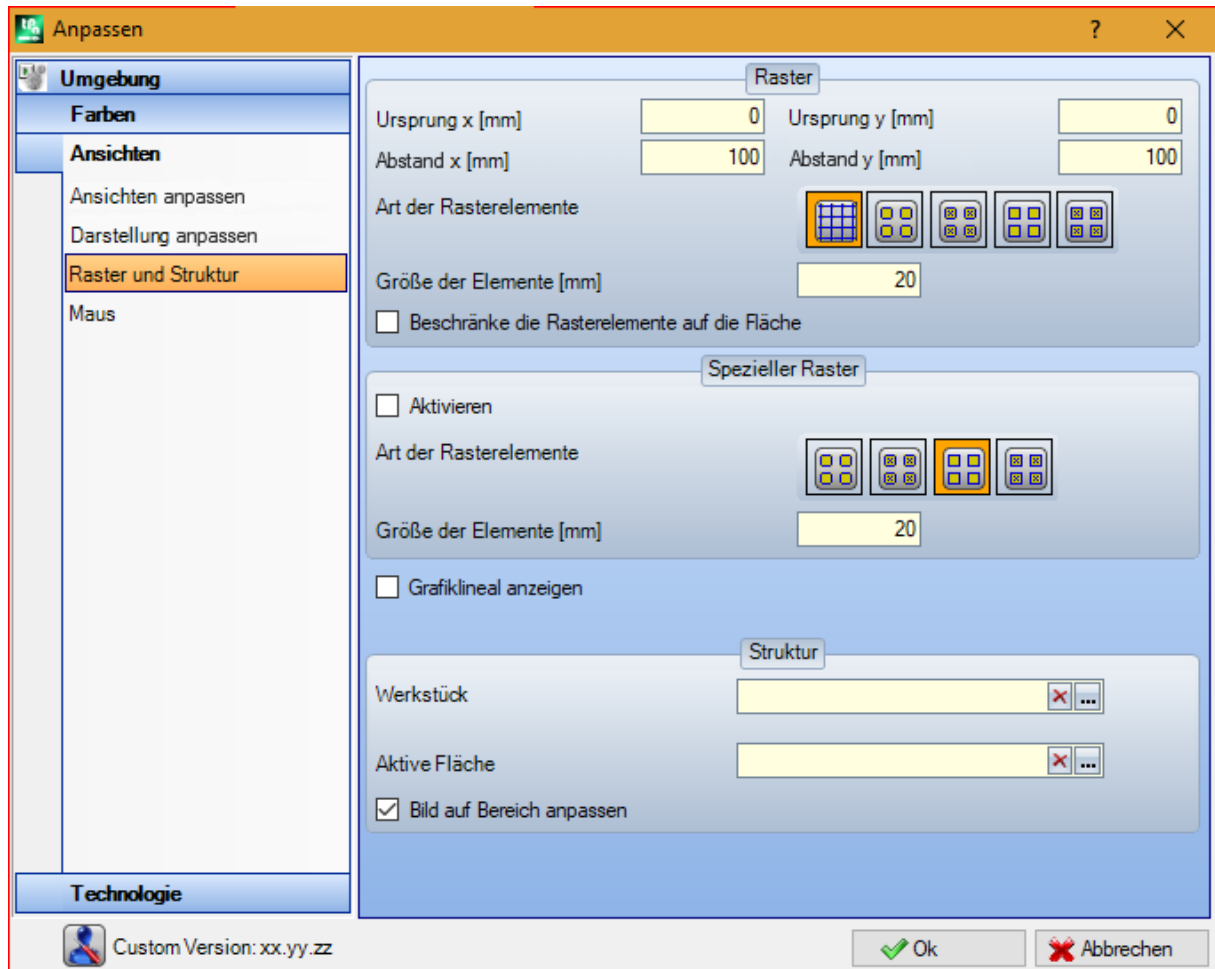 Anpassen
?
Umgebung
Farben
Ansichten
Ansichten anpassen
Darstellung anpassen
Raster und Struktur
Maus
Technologie
Raster
Ursprung x [mm] 0 Ursprung y [mm] 0
Abstand x [mm] 100 Abstand y [mm] 100
Art der Rasterelemente
Größe der Elemente [mm] 20
Beschränke die Rasterelemente auf die Fläche
Spezieller Raster
Aktivieren
Art der Rasterelemente
Größe der Elemente [mm] 20
Grafiklineal anzeigen
Struktur
Werkstück ...
Aktive Fläche ...
Bild auf Bereich anpassen
Custom Version: xx.yy.zz
Ok Abbrechen